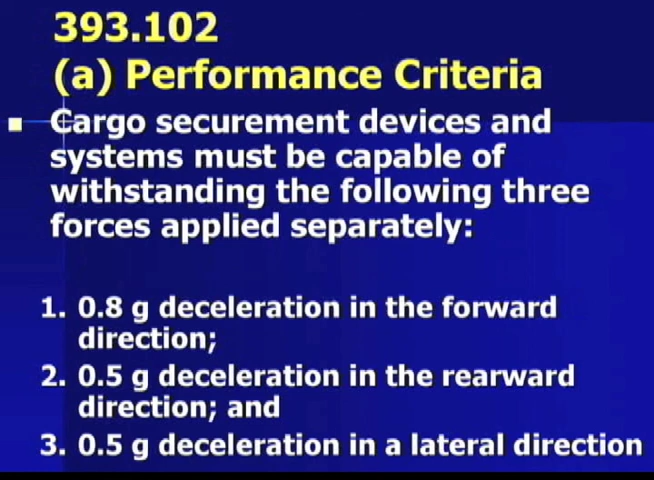 393.102
(a) Performance Criteria
Cargo securement devices and
systems must be capable of
withstanding the following three
forces applied separately:
1. 0.8 g deceleration in the forward
direction;
2. 0.5 g deceleration in the rearward
direction; and
3. 0.5 g deceleration in a lateral direction